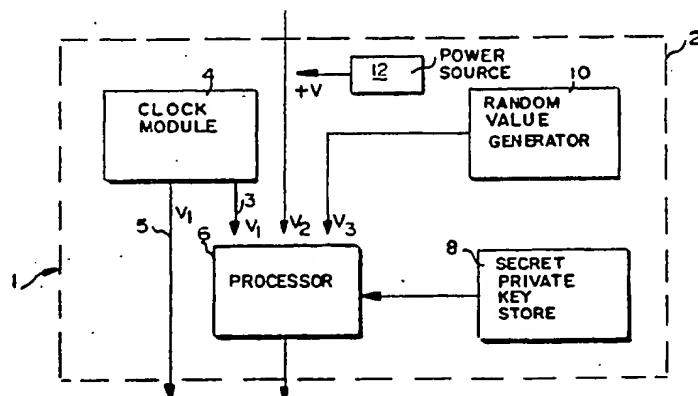 2
4
CLOCK
MODULE
12
POWER
SOURCE
+V
10
RANDOM
VALUE
GENERATOR
5
V1
3
V1
V2
V3
6
PROCESSOR
8
SECRET
PRIVATE
KEY
STORE
1